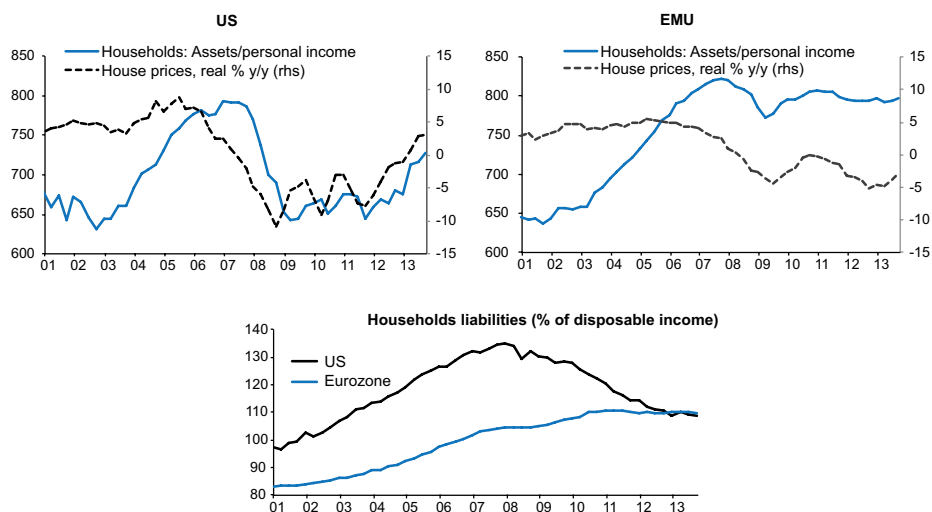 US
Households: Assets/personal income
House prices, real % y/y (rhs)
850
800
750
700
650
600
15
10
5
0
-5
-10
-15
01 02 03 04 05 06 07 08 09 10 11 12 13
EMU
Households: Assets/personal income
House prices, real % y/y (rhs)
850
800
750
700
650
600
15
10
5
0
-5
-10
-15
01 02 03 04 05 06 07 08 09 10 11 12 13
Households liabilities (% of disposable income)
US
Eurozone
140
130
120
110
100
90
80
01 02 03 04 05 06 07 08 09 10 11 12 13